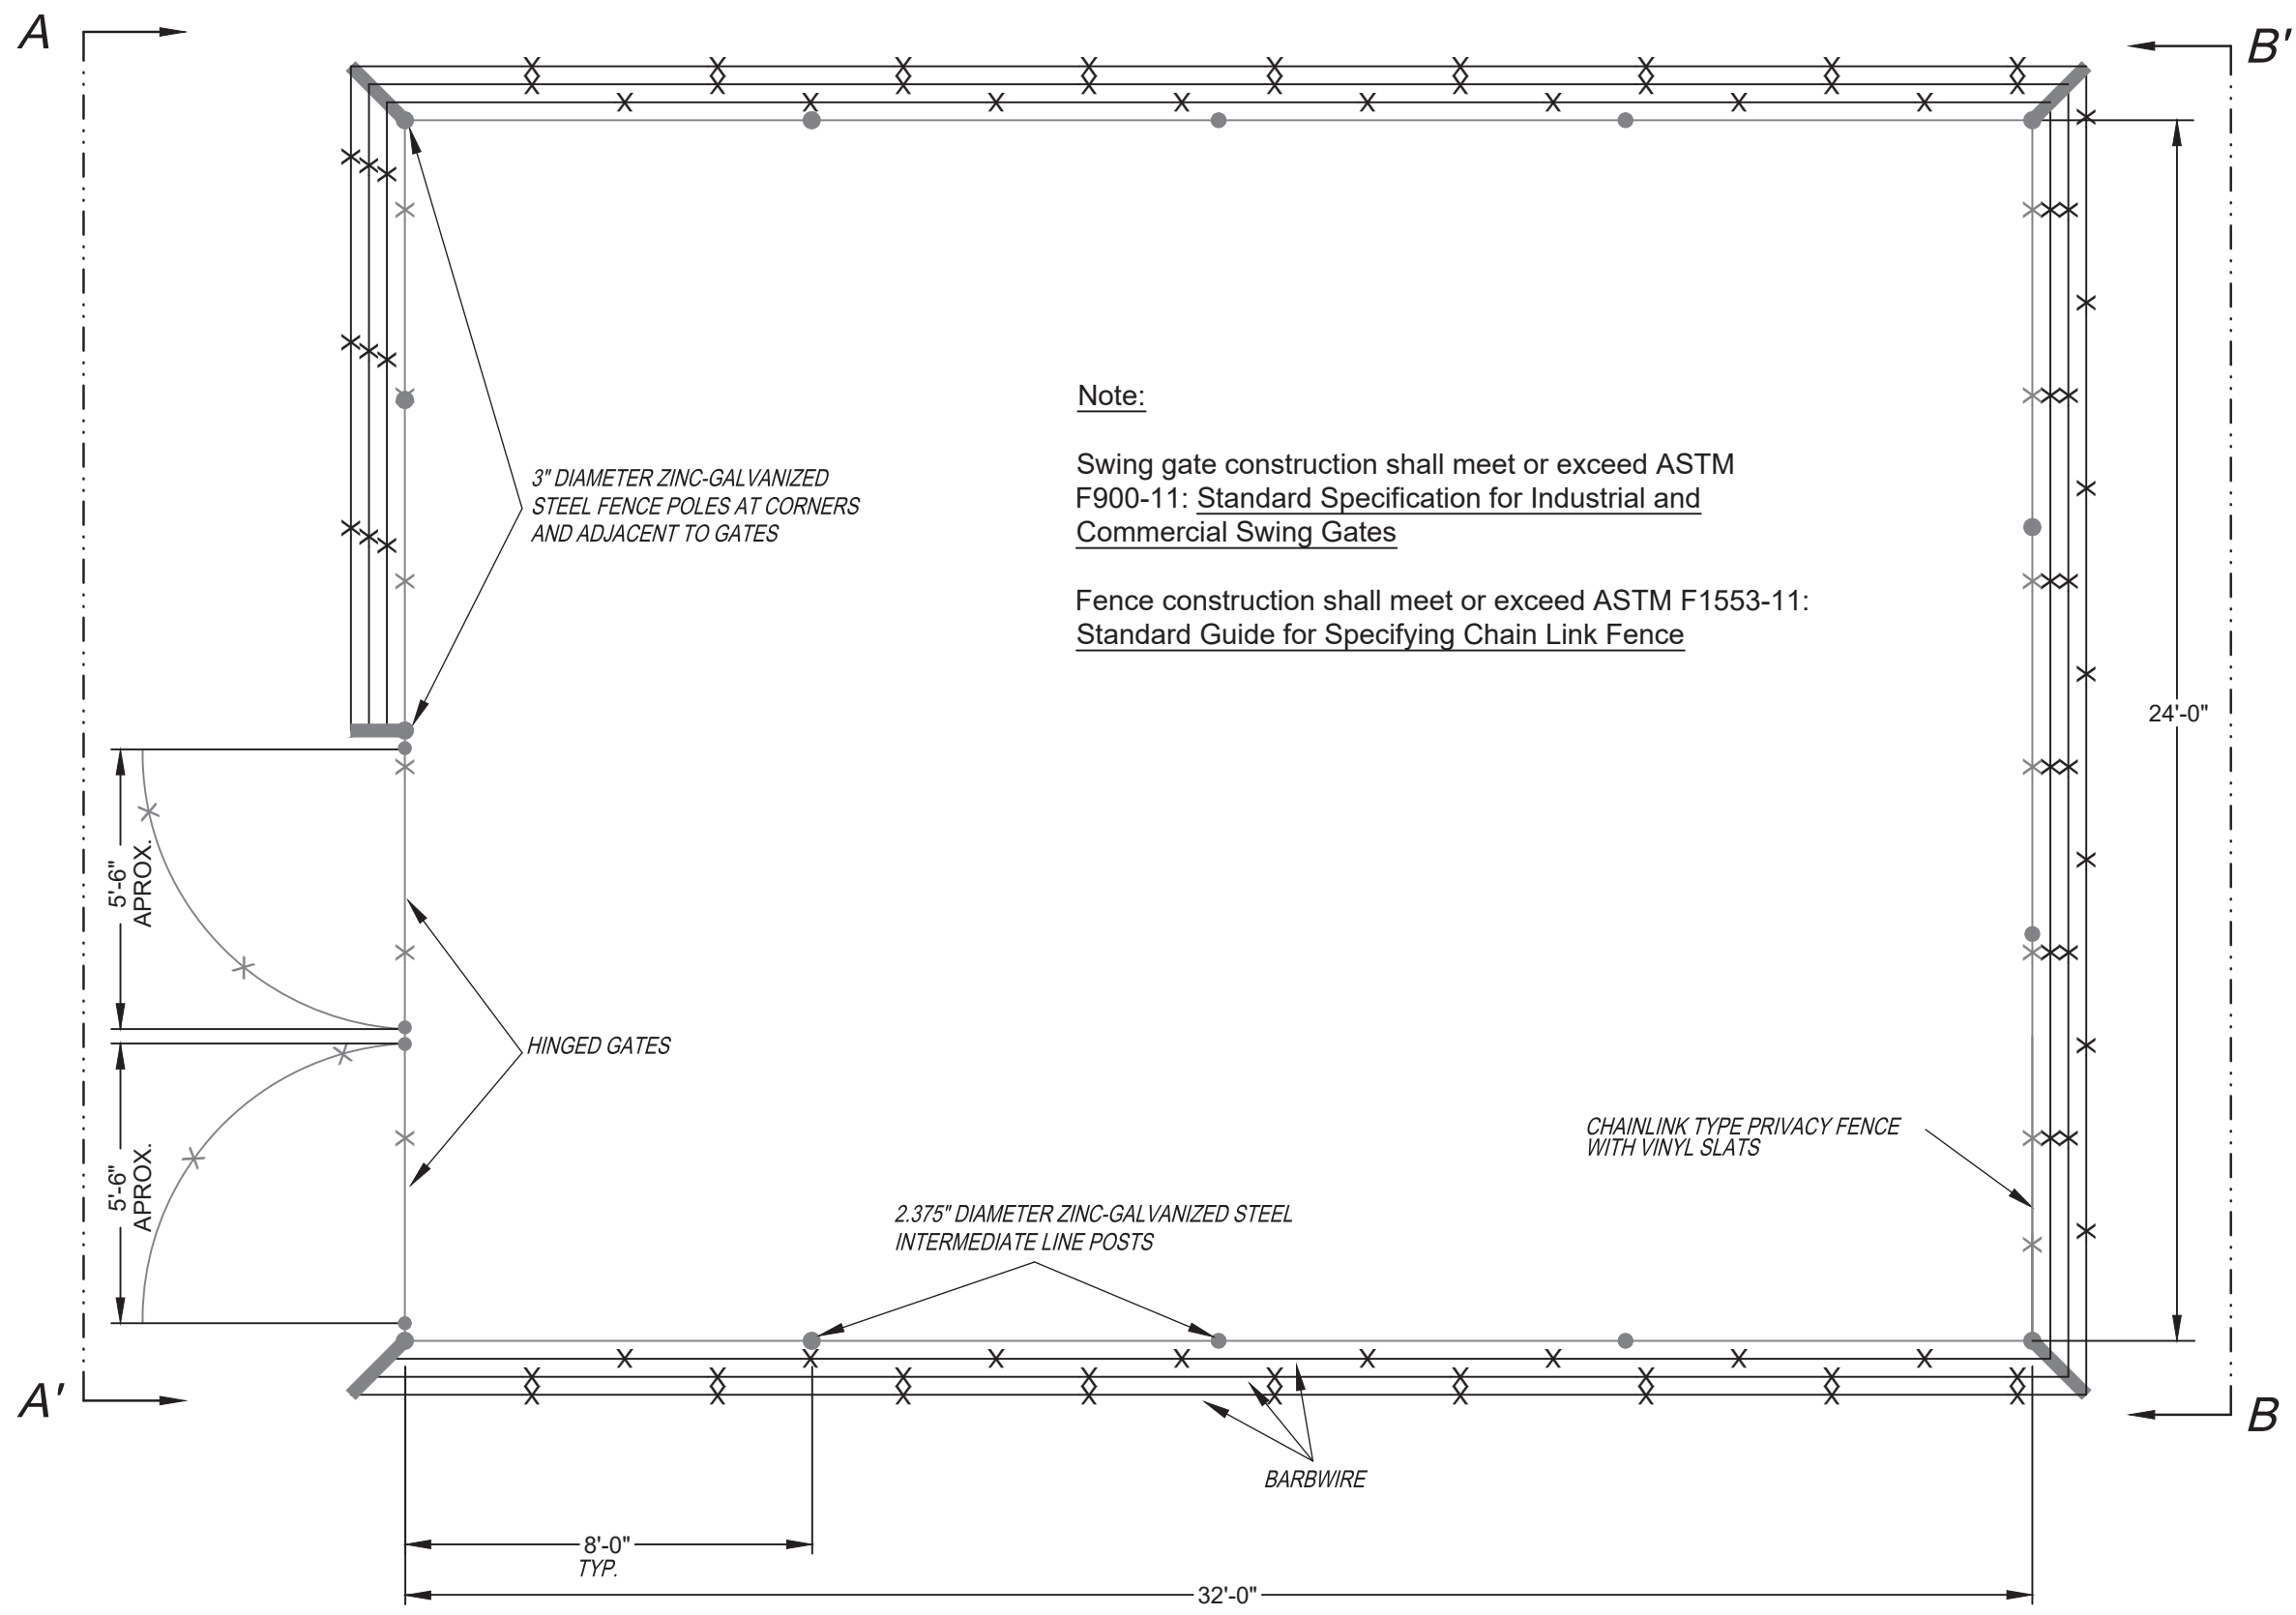 A
B'
3" DIAMETER ZINC-GALVANIZED
STEEL FENCE POLES AT CORNERS
AND ADJACENT TO GATES
Note:
Swing gate construction shall meet or exceed ASTM
F900-11: Standard Specification for Industrial and
Commercial Swing Gates
Fence construction shall meet or exceed ASTM F1553-11:
Standard Guide for Specifying Chain Link Fence
24'-0"
5'-6"
APROX.
HINGED GATES
5'-6"
APROX.
CHAINLINK TYPE PRIVACY FENCE
WITH VINYL SLATS
2.375" DIAMETER ZINC-GALVANIZED STEEL
INTERMEDIATE LINE POSTS
A'
B
BARBWIRE
8'-0"
TYP.
32'-0"